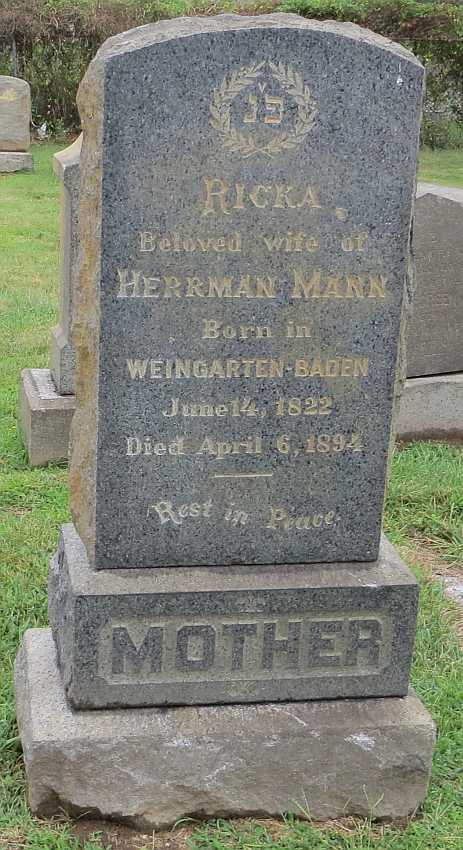 פ״נ
RICKA
Beloved wife of
HERRMAN MANN
Born in
WEINGARTEN-BADEN
June 14, 1822
Died April 6, 1894
Rest in Peace.
MOTHER